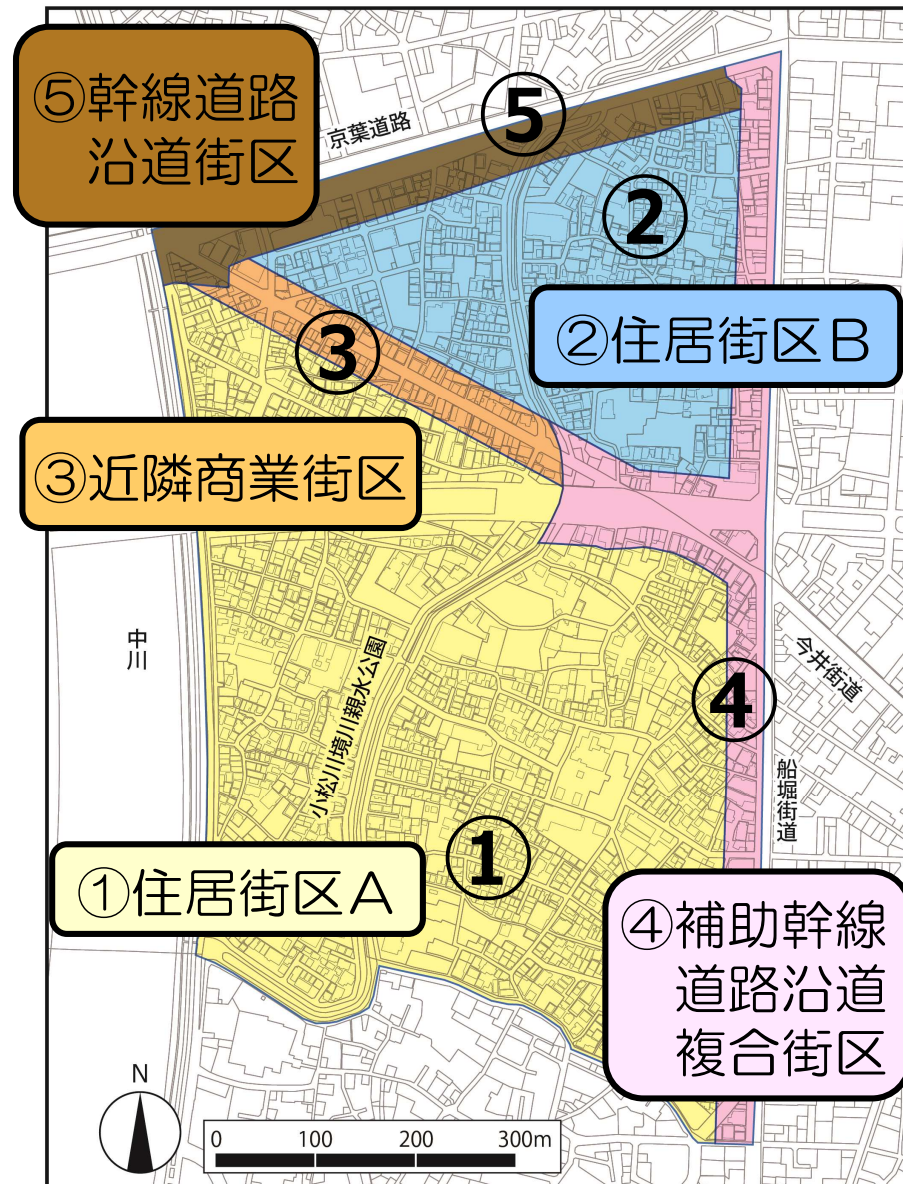 ⑤幹線道路
沿道街区
京葉道路
⑤
②
②住居街区B
③
③近隣商業街区
中川
小松川境川親水公園
今井街道
④
船堀街道
①
①住居街区A
④補助幹線
道路沿道
複合街区
N
0 100 200 300m